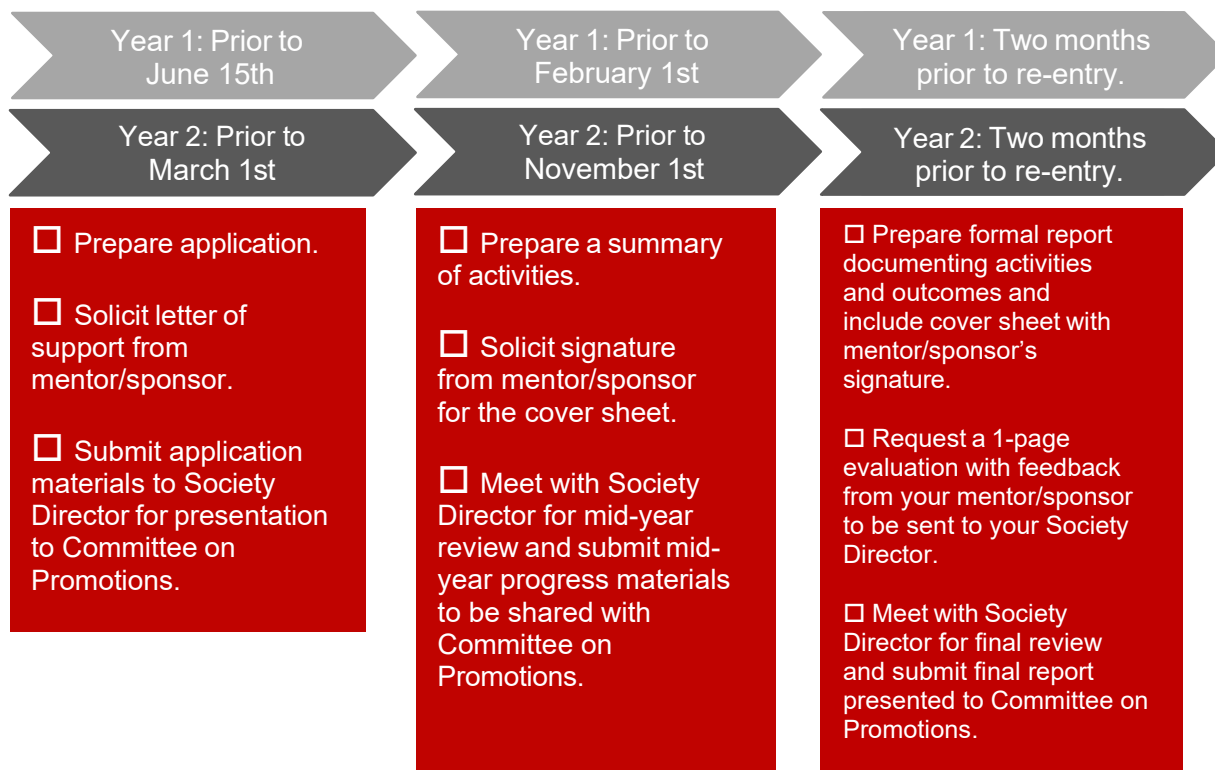 Year 1: Prior to
June 15th
Year 1: Prior to
February 1st
Year 1: Two months
prior to re-entry.
Year 2: Prior to
March 1st
Year 2: Prior to
November 1st
Year 2: Two months
prior to re-entry.
☐ Prepare application.
☐ Solicit letter of
support from
mentor/sponsor.
☐ Submit application
materials to Society
Director for presentation
to Committee on
Promotions.
☐ Prepare a summary
of activities.
☐ Solicit signature
from mentor/sponsor
for the cover sheet.
☐ Meet with Society
Director for mid-year
review and submit mid-
year progress materials
to be shared with
Committee on
Promotions.
☐ Prepare formal report
documenting activities
and outcomes and
include cover sheet with
mentor/sponsor’s
signature.
☐ Request a 1-page
evaluation with feedback
from your mentor/sponsor
to be sent to your Society
Director.
☐ Meet with Society
Director for final review
and submit final report
presented to Committee on
Promotions.